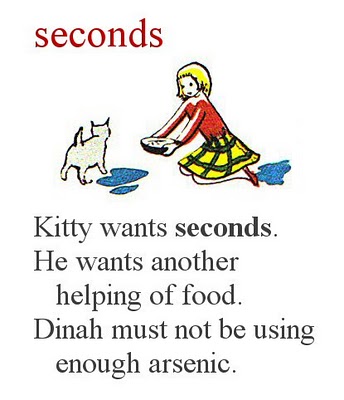 seconds
Kitty wants seconds.
He wants another
helping of food.
Dinah must not be using
enough arsenic.